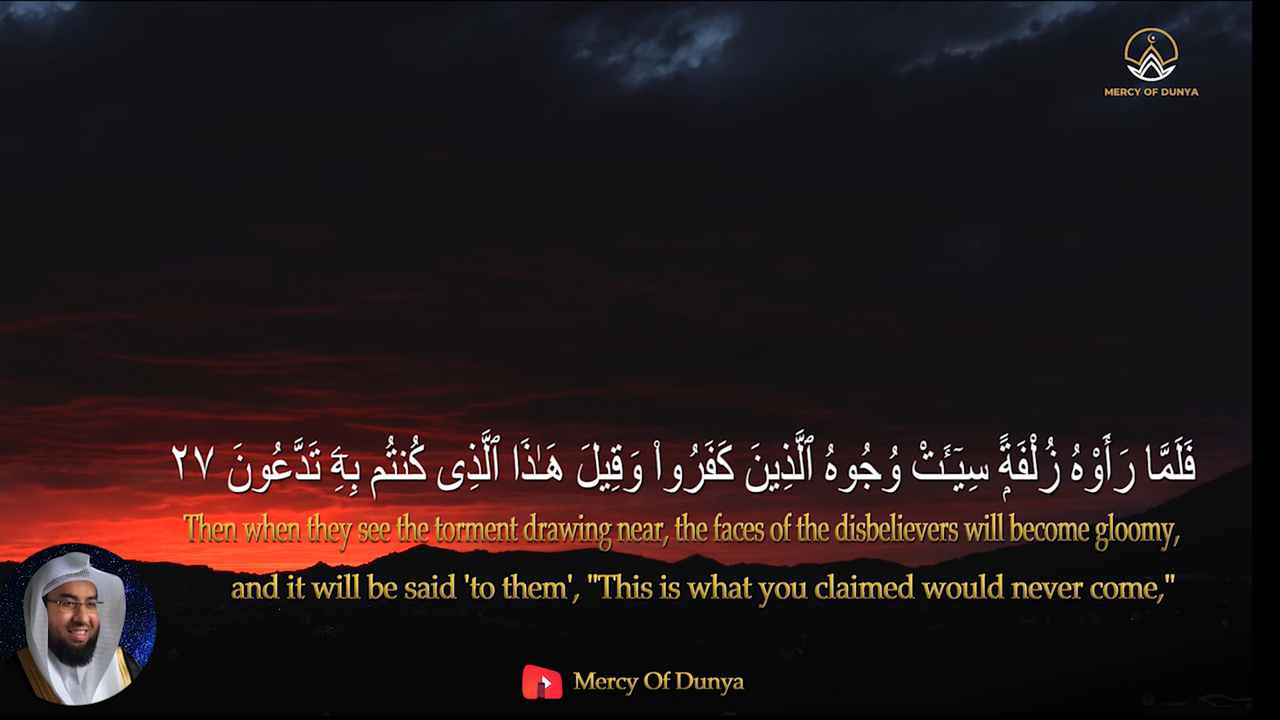 MERCY OF DUNYA
فَلَمَّا رَأَوْهُ زُلْفَةًۭ سِيٓـَٔتْ وُجُوهُ ٱلَّذِينَ كَفَرُوا۟ وَقِيلَ هَـٰذَا ٱلَّذِى كُنتُم بِهِۦ تَدَّعُونَ ٢٧
Then when they see the torment drawing near, the faces of the disbelievers will become gloomy,
and it will be said 'to them', "This is what you claimed would never come,"
Mercy Of Dunya